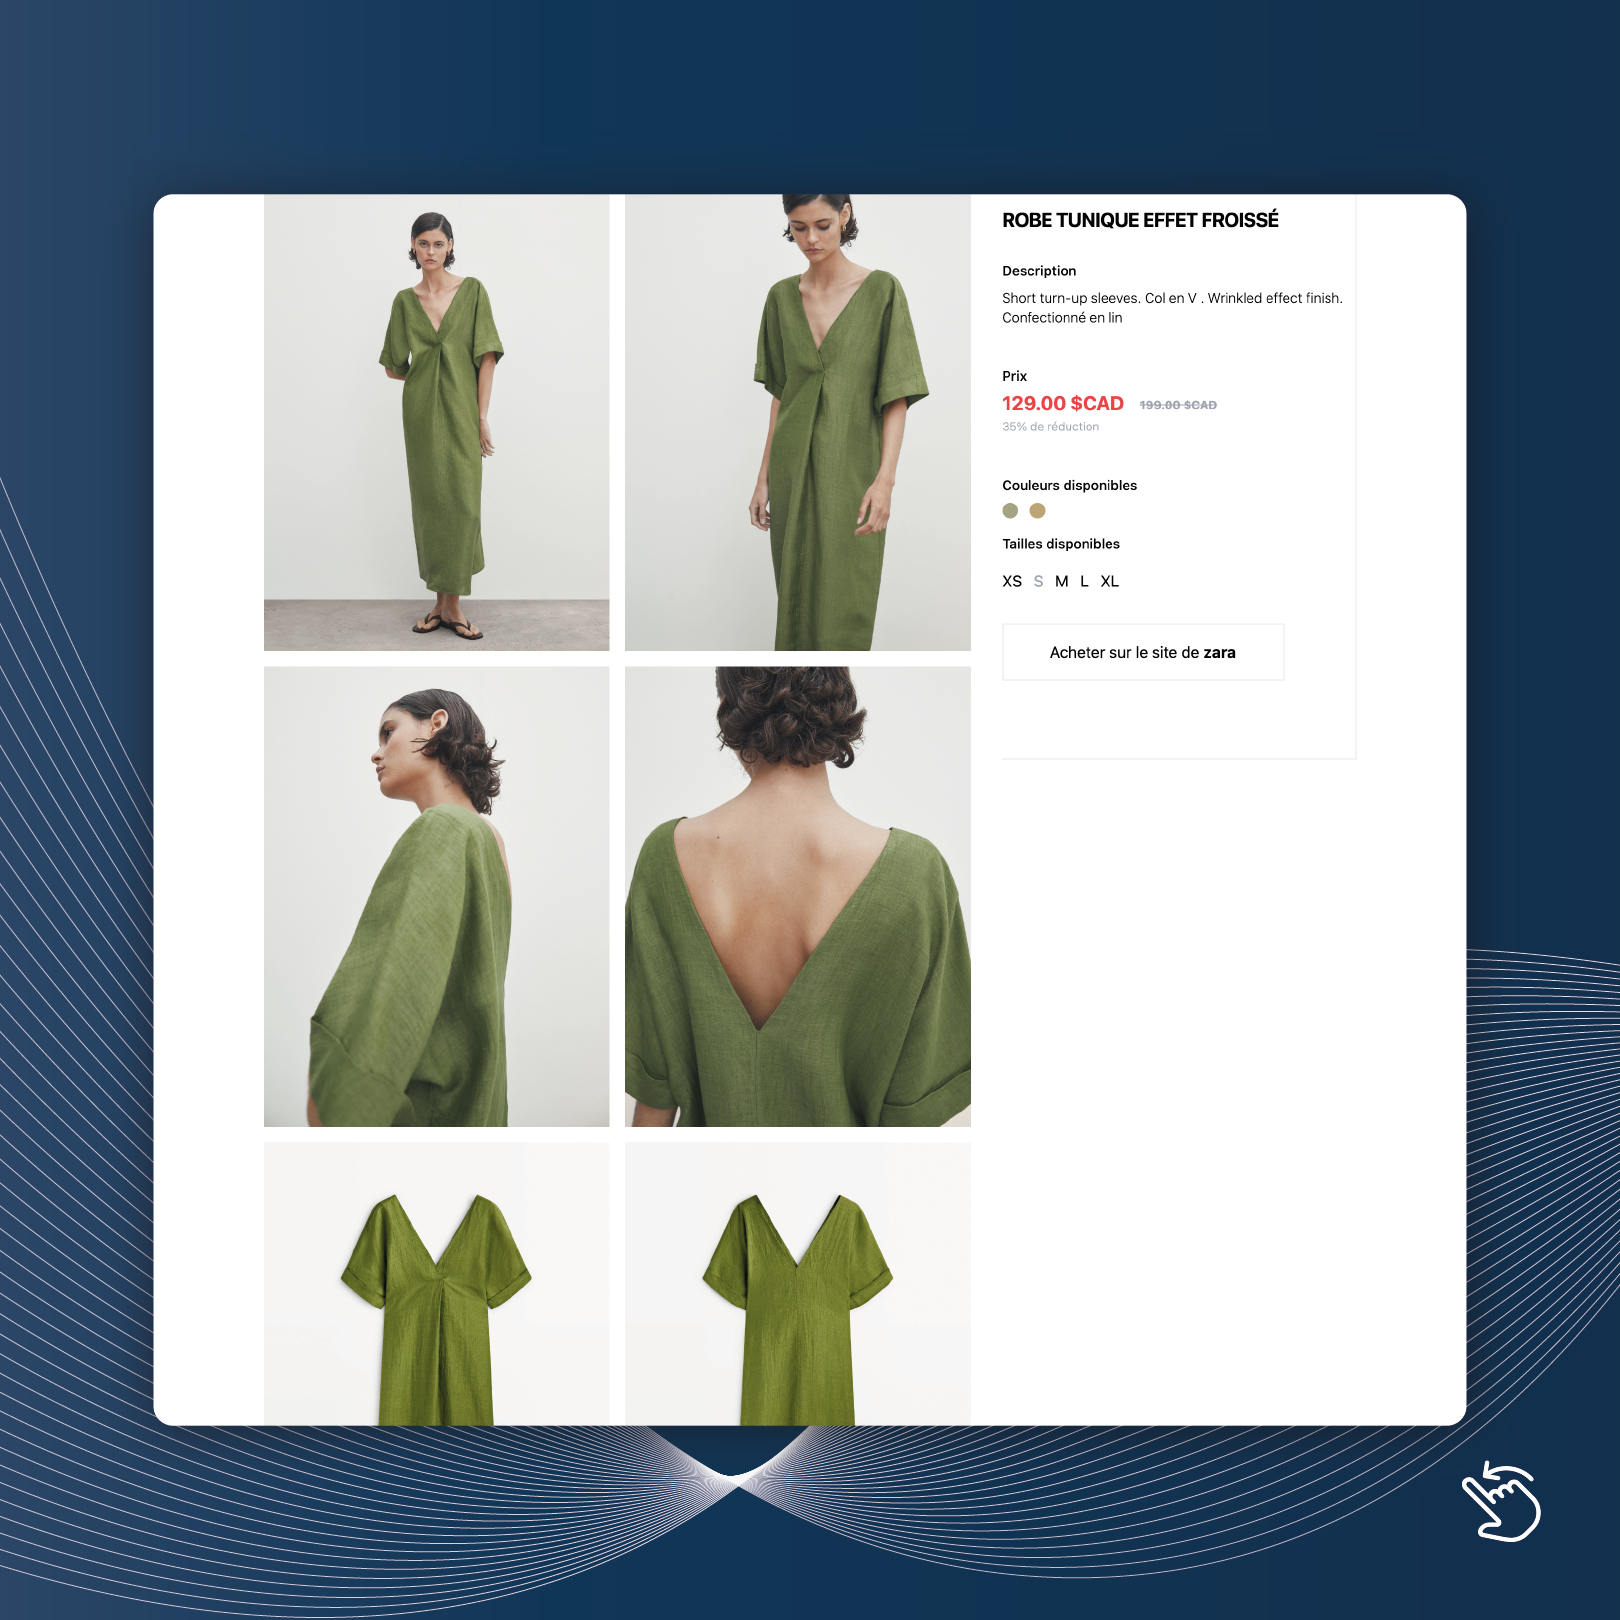 ROBE TUNIQUE EFFET FROISSÉ
Description
Short turn-up sleeves. Col en V . Wrinkled effect finish.
Confectionné en lin
Prix
129.00 $CAD 199.00 $CAD
35% de réduction
Couleurs disponibles
Tailles disponibles
XS S M L XL
Acheter sur le site de zara